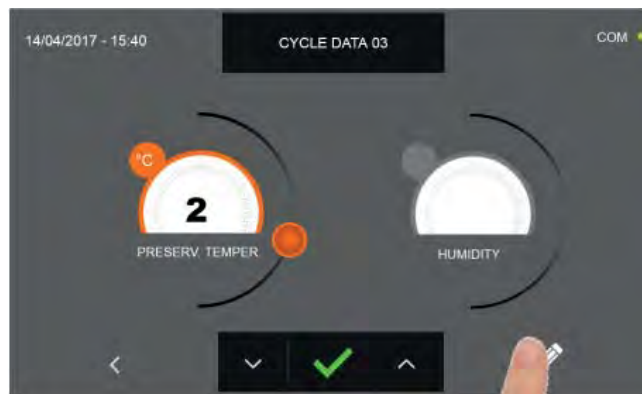 14/04/2017 - 15:40
CYCLE DATA 03
COM
°C
2
PRESERV. TEMPER
HUMIDITY